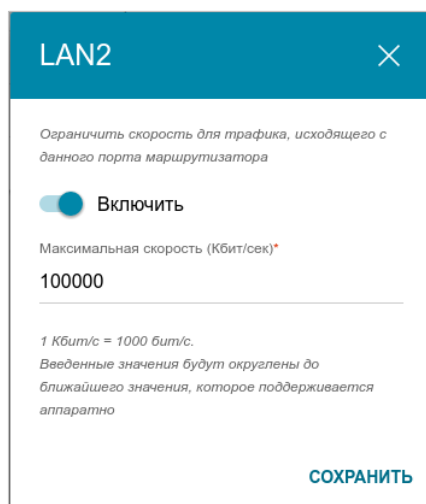 LAN2
Ограничить скорость для трафика, исходящего с
данного порта маршрутизатора
Включить
Максимальная скорость (Кбит/сек)*
100000
1 Кбит/с = 1000 бит/с.
Введенные значения будут округлены до
ближайшего значения, которое поддерживается
аппаратно
СОХРАНИТЬ